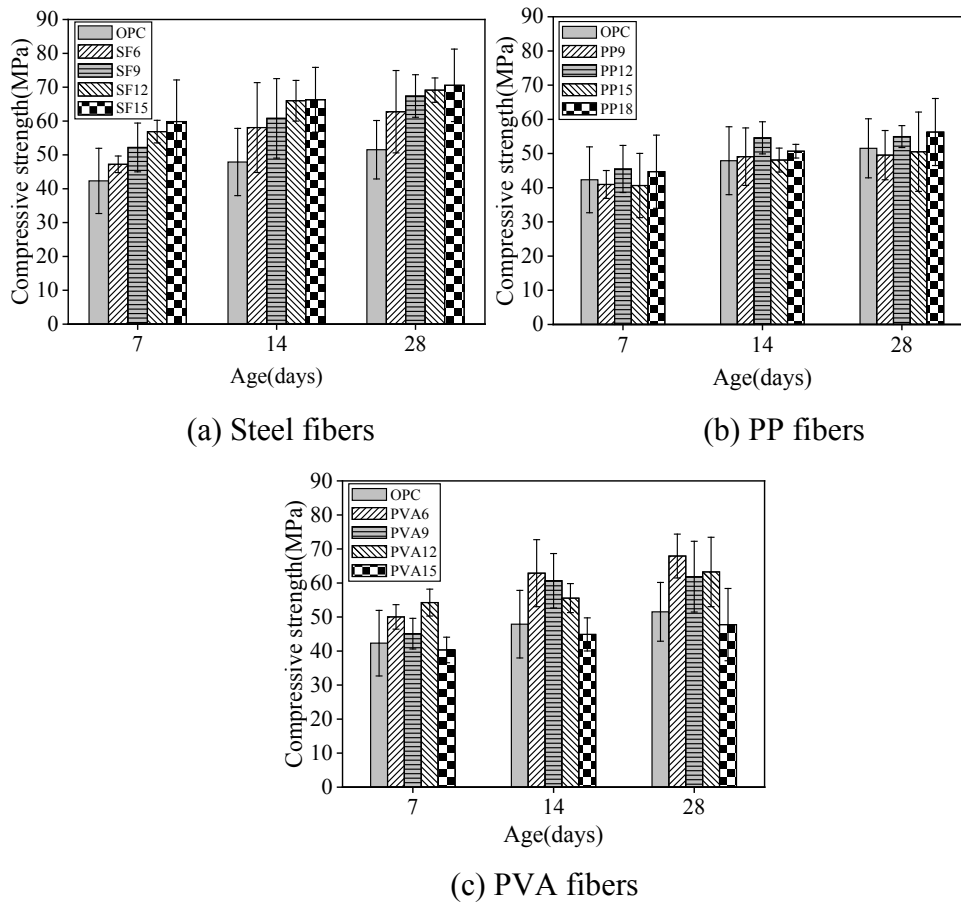 Compressive strength(MPa)
90
80
70
60
50
40
30
20
10
0
OPC
SF6
SF9
SF12
SF15
7 14 28
Age(days)
(a) Steel fibers
Compressive strength(MPa)
90
80
70
60
50
40
30
20
10
0
OPC
PP9
PP12
PP15
PP18
7 14 28
Age(days)
(b) PP fibers
Compressive strength(MPa)
90
80
70
60
50
40
30
20
10
0
OPC
PVA6
PVA9
PVA12
PVA15
7 14 28
Age(days)
(c) PVA fibers